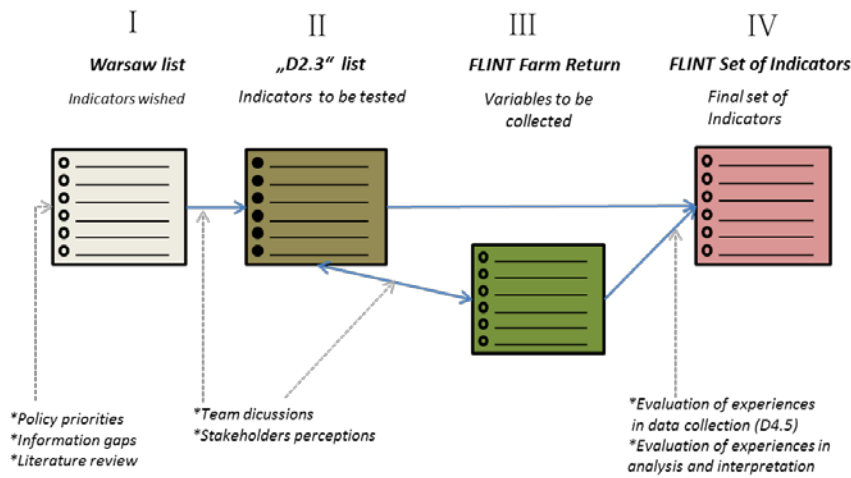 I
II
III
IV
Warsaw list
„D2.3“ list
FLINT Farm Return
FLINT Set of Indicators
Indicators wished
Indicators to be tested
Variables to be
collected
Final set of
Indicators
*Policy priorities
*Information gaps
*Literature review
*Team dicussions
*Stakeholders perceptions
*Evaluation of experiences
in data collection (D4.5)
*Evaluation of experiences in
analysis and interpretation